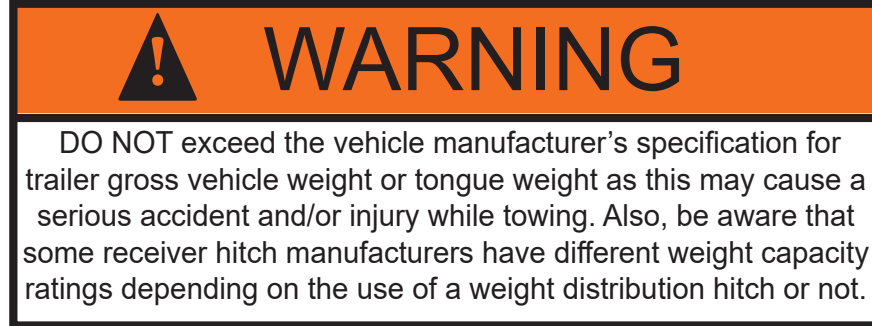 WARNING
DO NOT exceed the vehicle manufacturer’s specification for
trailer gross vehicle weight or tongue weight as this may cause a
serious accident and/or injury while towing. Also, be aware that
some receiver hitch manufacturers have different weight capacity
ratings depending on the use of a weight distribution hitch or not.